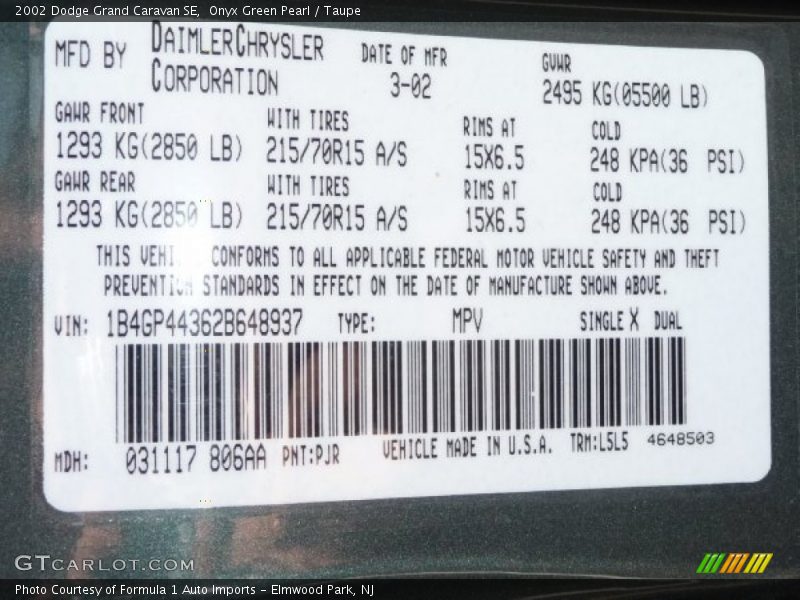 2002 Dodge Grand Caravan SE, Onyx Green Pearl / Taupe
MFD BY DAIMLERCHRYSLER CORPORATION DATE OF MFR 3-02 GVWR 2495 KG(05500 LB)
GAWR FRONT WITH TIRES RIMS AT COLD
1293 KG(2850 LB) 215/70R15 A/S 15X6.5 248 KPA(36 PSI)
GAWR REAR WITH TIRES RIMS AT COLD
1293 KG(2850 LB) 215/70R15 A/S 15X6.5 248 KPA(36 PSI)
THIS VEHI CONFORMS TO ALL APPLICABLE FEDERAL MOTOR VEHICLE SAFETY AND THEFT
PREVENTION STANDARDS IN EFFECT ON THE DATE OF MANUFACTURE SHOWN ABOVE.
VIN: 1B4GP44362B648937 TYPE: MPV SINGLE X DUAL
MDH: 031117 806AA PNT:PJR VEHICLE MADE IN U.S.A. TRM:L5L5 4648503
GTCARLOT.COM
Photo Courtesy of Formula 1 Auto Imports - Elmwood Park, NJ